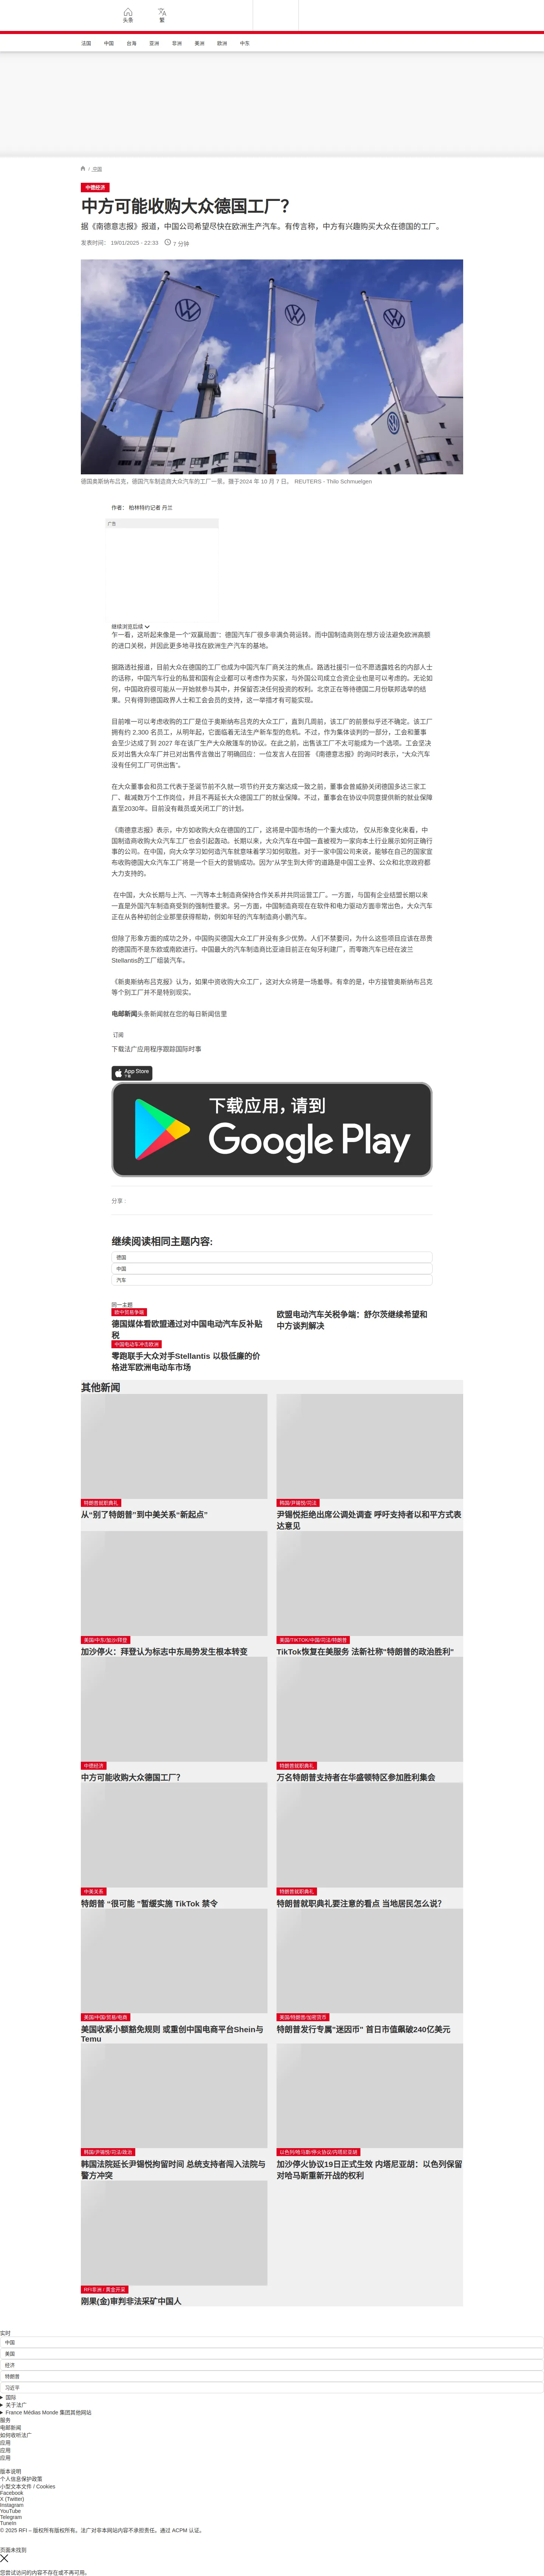 头条
繁
法国 中国 台海 亚洲 非洲 美洲 欧洲 中东
/ 中国
中德经济
中方可能收购大众德国工厂？
据《南德意志报》报道，中国公司希望尽快在欧洲生产汽车。有传言称，中方有兴趣购买大众在德国的工厂。
发表时间： 19/01/2025 - 22:33 7 分钟
德国奥斯纳布吕克，德国汽车制造商大众汽车的工厂一景。摄于2024 年 10 月 7 日。 REUTERS - Thilo Schmuelgen
作者： 柏林特约记者 丹兰
广告
继续浏览后续
乍一看，这听起来像是一个“双赢局面”：德国汽车厂很多非满负荷运转。而中国制造商则在想方设法避免欧洲高额
的进口关税，并因此更多地寻找在欧洲生产汽车的基地。
据路透社报道，目前大众在德国的工厂也成为中国汽车厂商关注的焦点。路透社援引一位不愿透露姓名的内部人士
的话称，中国汽车行业的私营和国有企业都可以考虑作为买家，与外国公司成立合资企业也是可以考虑的。无论如
何，中国政府很可能从一开始就参与其中，并保留否决任何投资的权利。北京正在等待德国二月份联邦选举的结
果。只有得到德国政界人士和工会会员的支持，这一举措才有可能实现。
目前唯一可以考虑收购的工厂是位于奥斯纳布吕克的大众工厂，直到几周前，该工厂的前景似乎还不确定。该工厂
拥有约 2,300 名员工，从明年起，它面临着无法生产新车型的危机。不过，作为集体谈判的一部分，工会和董事
会至少达成了到 2027 年在该厂生产大众敞篷车的协议。在此之前，出售该工厂不太可能成为一个选项。工会坚决
反对出售大众车厂并已对出售传言做出了明确回应：一位发言人在回答《南德意志报》的询问时表示，“大众汽车
没有任何工厂可供出售”。
在大众董事会和员工代表于圣诞节前不久就一项节约开支方案达成一致之前，董事会曾威胁关闭德国多达三家工
厂、裁减数万个工作岗位，并且不再延长大众德国工厂的就业保障。不过，董事会在协议中同意提供新的就业保障
直至2030年。目前没有裁员或关闭工厂的计划。
《南德意志报》表示，中方如收购大众在德国的工厂，这将是中国市场的一个重大成功， 仅从形象变化来看，中
国制造商收购大众汽车工厂也会引起轰动。长期以来，大众汽车在中国一直被视为一家向本土行业展示如何正确行
事的公司。在中国，向大众学习如何造汽车就意味着学习如何取胜。对于一家中国公司来说，能够在自己的国家宣
布收购德国大众汽车工厂将是一个巨大的营销成功。因为“从学生到大师”的道路是中国工业界、公众和北京政府都
大力支持的。
在中国，大众长期与上汽、一汽等本土制造商保持合作关系并共同运营工厂。一方面，与国有企业结盟长期以来
一直是外国汽车制造商受到的强制性要求。另一方面，中国制造商现在在软件和电力驱动方面非常出色，大众汽车
正在从各种初创企业那里获得帮助，例如年轻的汽车制造商小鹏汽车。
但除了形象方面的成功之外，中国购买德国大众工厂并没有多少优势。人们不禁要问，为什么这些项目应该在昂贵
的德国而不是东欧或南欧进行。中国最大的汽车制造商比亚迪目前正在匈牙利建厂，而零跑汽车已经在波兰
Stellantis的工厂组装汽车。
《新奥斯纳布吕克报》认为，如果中资收购大众工厂，这对大众将是一场羞辱。有幸的是，中方接管奥斯纳布吕克
等个别工厂并不是特别现实。
电邮新闻头条新闻就在您的每日新闻信里
订阅
下载法广应用程序跟踪国际时事
App Store
下载应用，请到
Google Play
分享 :
继续阅读相同主题内容:
德国
中国
汽车
同一主题
欧中贸易争端
德国媒体看欧盟通过对中国电动汽车反补贴
税
欧盟电动汽车关税争端：舒尔茨继续希望和
中方谈判解决
中国电动车冲击欧洲
零跑联手大众对手Stellantis 以极低廉的价
格进军欧洲电动车市场
其他新闻
特朗普就职典礼
从“别了特朗普”到中美关系“新起点”
韩国/尹锡悦/司法
尹锡悦拒绝出席公调处调查 呼吁支持者以和平方式表
达意见
美国/中东/加沙/拜登
加沙停火：拜登认为标志中东局势发生根本转变
美国/TIKTOK/中国/司法/特朗普
TikTok恢复在美服务 法新社称"特朗普的政治胜利"
中德经济
中方可能收购大众德国工厂？
特朗普就职典礼
万名特朗普支持者在华盛顿特区参加胜利集会
中美关系
特朗普 “很可能 ”暂缓实施 TikTok 禁令
特朗普就职典礼
特朗普就职典礼要注意的看点 当地居民怎么说？
美国/中国/贸易/电商
美国收紧小额豁免规则 或重创中国电商平台Shein与
Temu
美国/特朗普/加密货币
特朗普发行专属"迷因币" 首日市值飙破240亿美元
韩国/尹锡悦/司法/政治
韩国法院延长尹锡悦拘留时间 总统支持者闯入法院与
警方冲突
以色列/哈马斯/停火协议/内塔尼亚胡
加沙停火协议19日正式生效 内塔尼亚胡：以色列保留
对哈马斯重新开战的权利
RFI非洲 / 黄金开采
刚果(金)审判非法采矿中国人
实时
中国
美国
经济
特朗普
习近平
国际
关于法广
France Médias Monde 集团其他网站
服务
电邮新闻
如何收听法广
应用
应用
应用
版本说明
个人信息保护政策
小型文本文件 / Cookies
Facebook
X (Twitter)
Instagram
YouTube
Telegram
TuneIn
© 2025 RFI – 版权所有版权所有。法广对非本网站内容不承担责任。通过 ACPM 认证。
页面未找到
您尝试访问的内容不存在或不再可用。